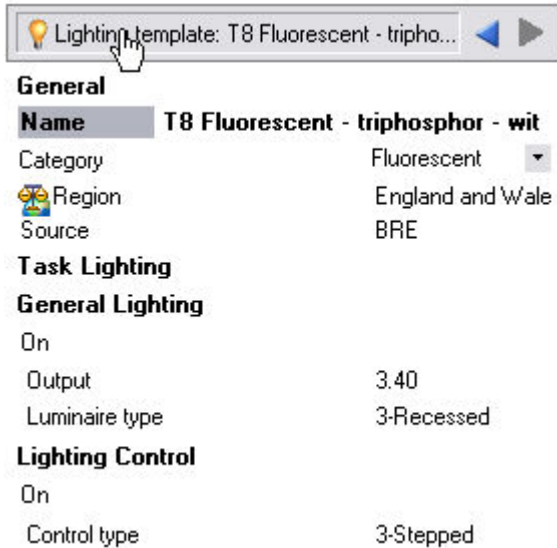 Lighting template: T8 Fluorescent - tripho...
General
Name T8 Fluorescent - triphosphor - wit
Category Fluorescent
Region England and Wale
Source BRE
Task Lighting
General Lighting
On
Output 3.40
Luminaire type 3-Recessed
Lighting Control
On
Control type 3-Stepped